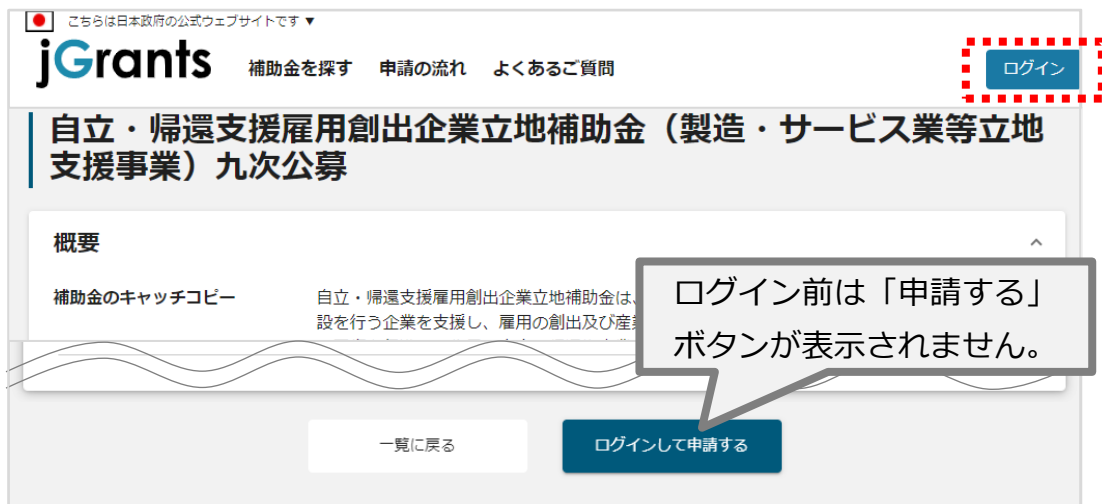 こちらは日本政府の公式ウェブサイトです ▼
jGrants 補助金を探す 申請の流れ よくあるご質問 ログイン
自立・帰還支援雇用創出企業立地補助金（製造・サービス業等立地
支援事業）九次公募
概要
補助金のキャッチコピー 自立・帰還支援雇用創出企業立地補助金は、
設を行う企業を支援し、雇用の創出及び産業
ログイン前は「申請する」
ボタンが表示されません。
一覧に戻る ログインして申請する